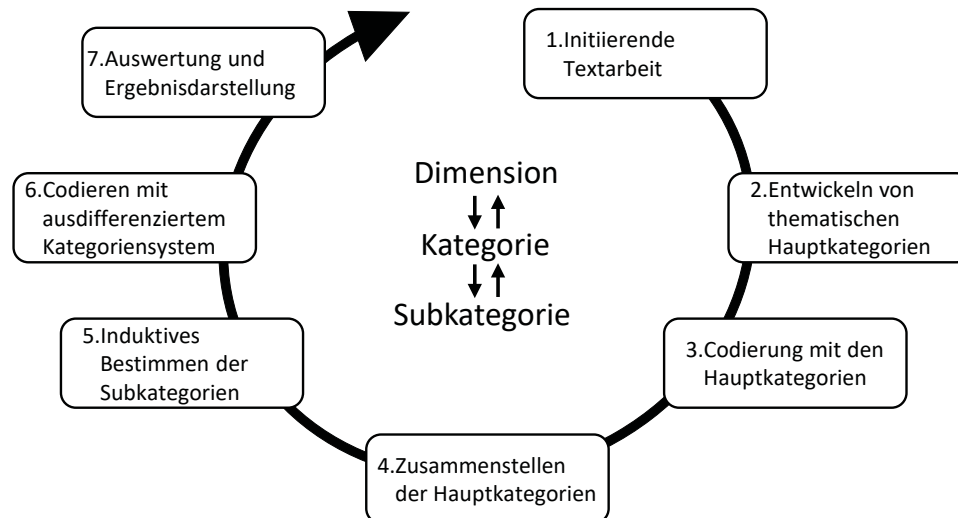 1.Initiierende
Textarbeit
2.Entwickeln von
thematischen
Hauptkategorien
3.Codierung mit den
Hauptkategorien
4.Zusammenstellen
der Hauptkategorien
5.Induktives
Bestimmen der
Subkategorien
6.Codieren mit
ausdifferenziertem
Kategoriensystem
7.Auswertung und
Ergebnisdarstellung
Dimension
Kategorie
Subkategorie